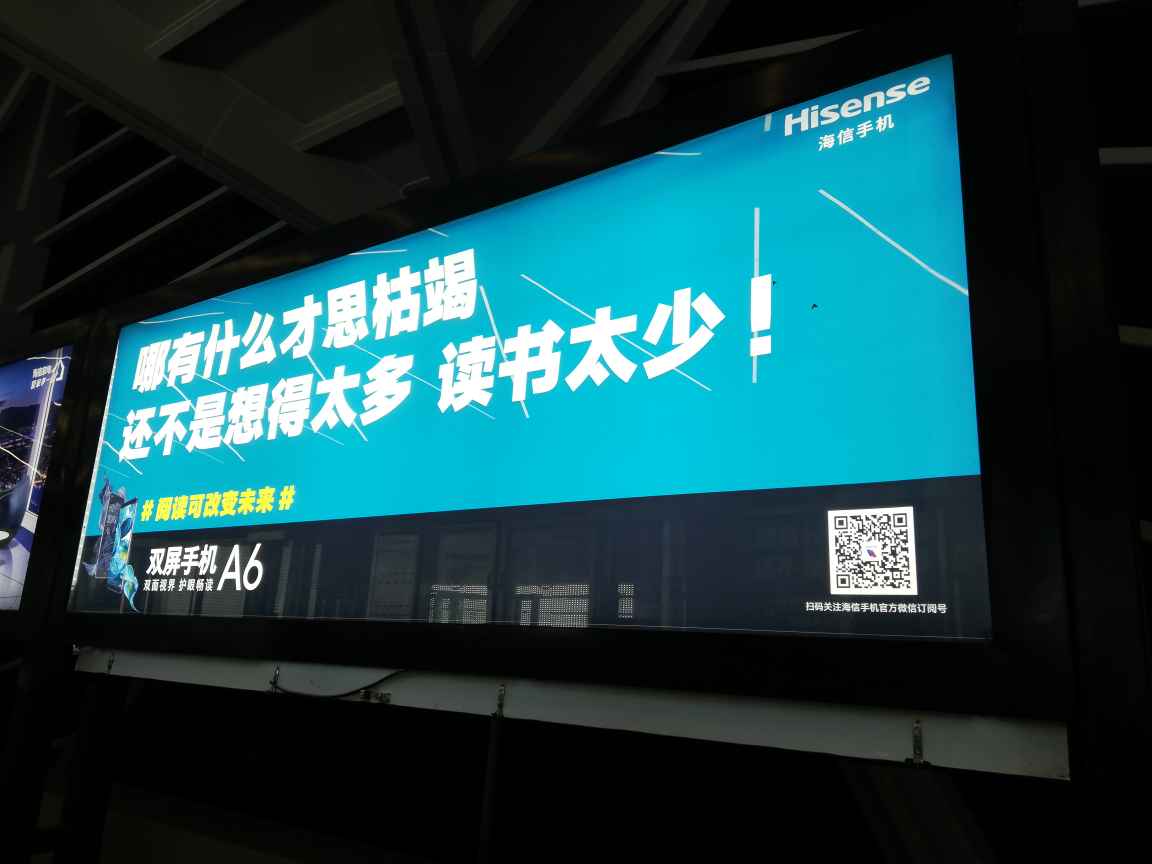 Hisense
海信手机
哪有什么才思枯竭
还不是想得太多 读书太少！
# 阅读可改变未来 #
双屏手机 A6
双面视界 护眼畅读
扫码关注海信手机官方微信订阅号